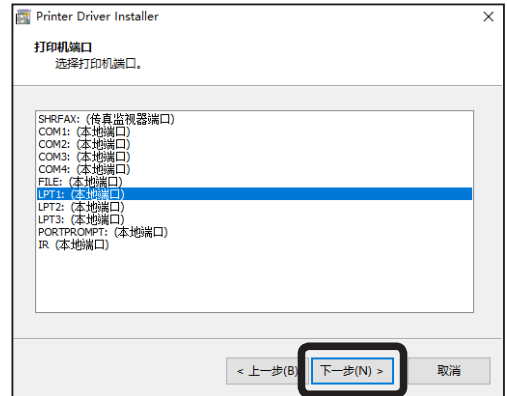 Printer Driver Installer
打印机端口
选择打印机端口。
SHRFAX: (传真监视器端口)
COM1: (本地端口)
COM2: (本地端口)
COM3: (本地端口)
COM4: (本地端口)
FILE: (本地端口)
LPT1: (本地端口)
LPT2: (本地端口)
LPT3: (本地端口)
PORTPROMPT: (本地端口)
IR (本地端口)
< 上一步(B) 下一步(N) > 取消